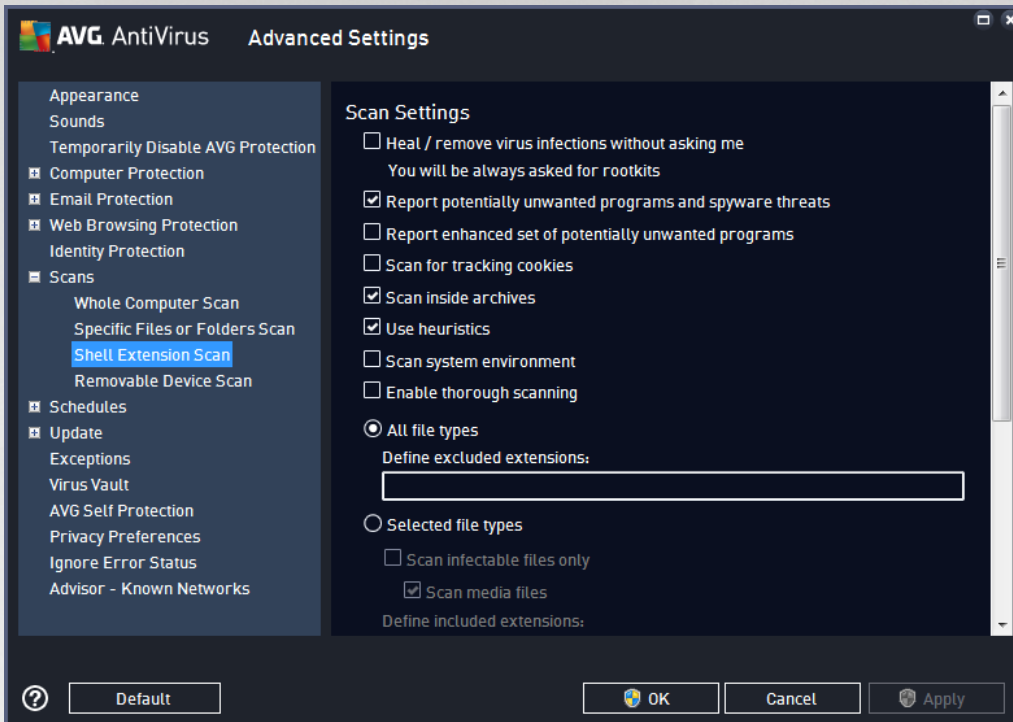 AVG AntiVirus Advanced Settings
Appearance
Sounds
Temporarily Disable AVG Protection
Computer Protection
Email Protection
Web Browsing Protection
Identity Protection
Scans
Whole Computer Scan
Specific Files or Folders Scan
Shell Extension Scan
Removable Device Scan
Schedules
Update
Exceptions
Virus Vault
AVG Self Protection
Privacy Preferences
Ignore Error Status
Advisor - Known Networks
Scan Settings
Heal / remove virus infections without asking me
You will be always asked for rootkits
Report potentially unwanted programs and spyware threats
Report enhanced set of potentially unwanted programs
Scan for tracking cookies
Scan inside archives
Use heuristics
Scan system environment
Enable thorough scanning
All file types
Define excluded extensions:
Selected file types
Scan infectable files only
Scan media files
Define included extensions:
? Default OK Cancel Apply